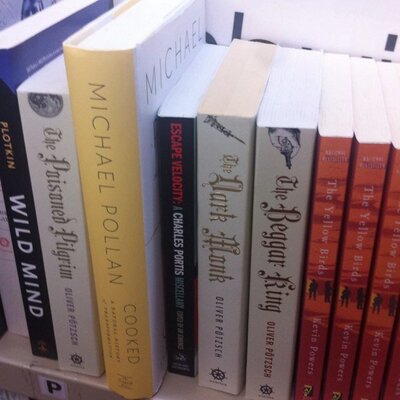 PLOTKIN
WILD MIND
The Poisoned Pilgrim
OLIVER PÖTZSCH
MICHAEL POLLAN
COOKED
A NATURAL HISTORY
of TRANSFORMATION
MICHAEL
ESCAPE VELOCITY: A
CHARLES PORTIS
MISCELLANY
The Dark Monk
OLIVER PÖTZSCH
The Beggar King
OLIVER PÖTZSCH
The Yellow Birds
Kevin Powers
The Yellow Birds
Kevin Powers
The Yellow Birds
Kevin Powers
P